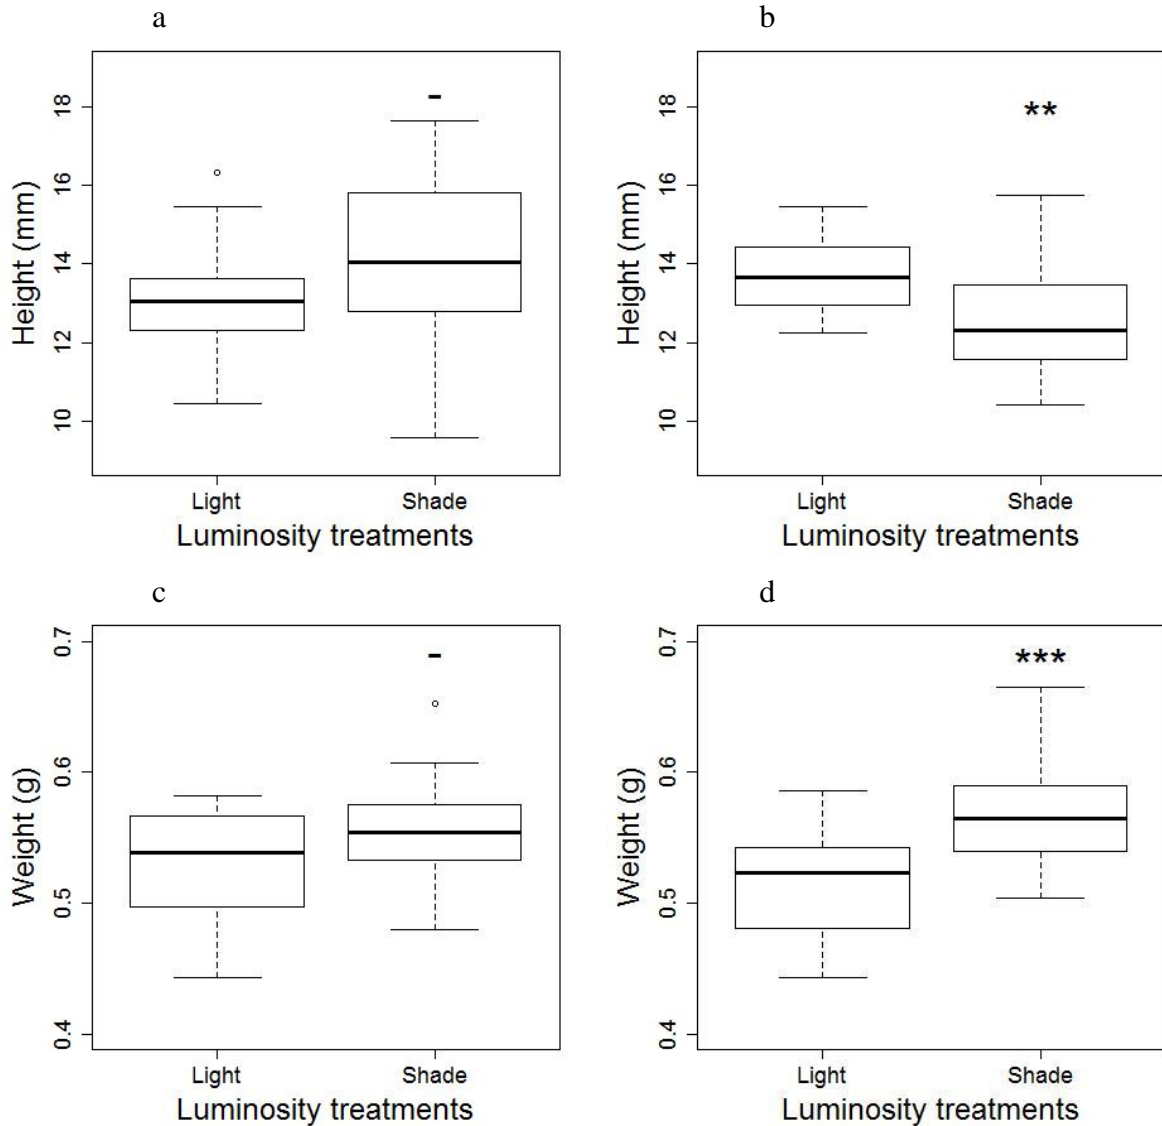 a
Height (mm)
18
16
14
12
10
-
Light Shade
Luminosity treatments
b
Height (mm)
18
16
14
12
10
**
Light Shade
Luminosity treatments
c
Weight (g)
0.7
0.6
0.5
0.4
-
Light Shade
Luminosity treatments
d
Weight (g)
0.7
0.6
0.5
0.4
***
Light Shade
Luminosity treatments